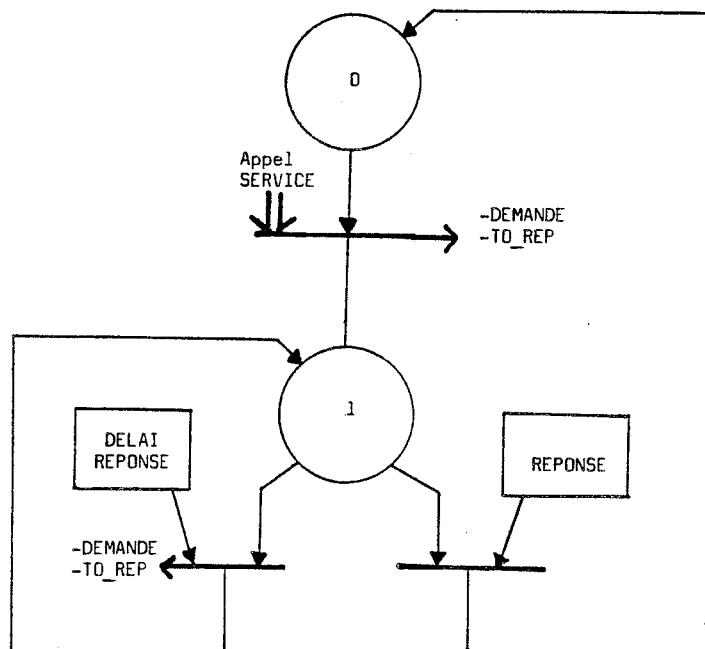 0
Appel
SERVICE
-DEMANDE
-TO_REP
1
DELAI
REPONSE
REPONSE
-DEMANDE
-TO_REP